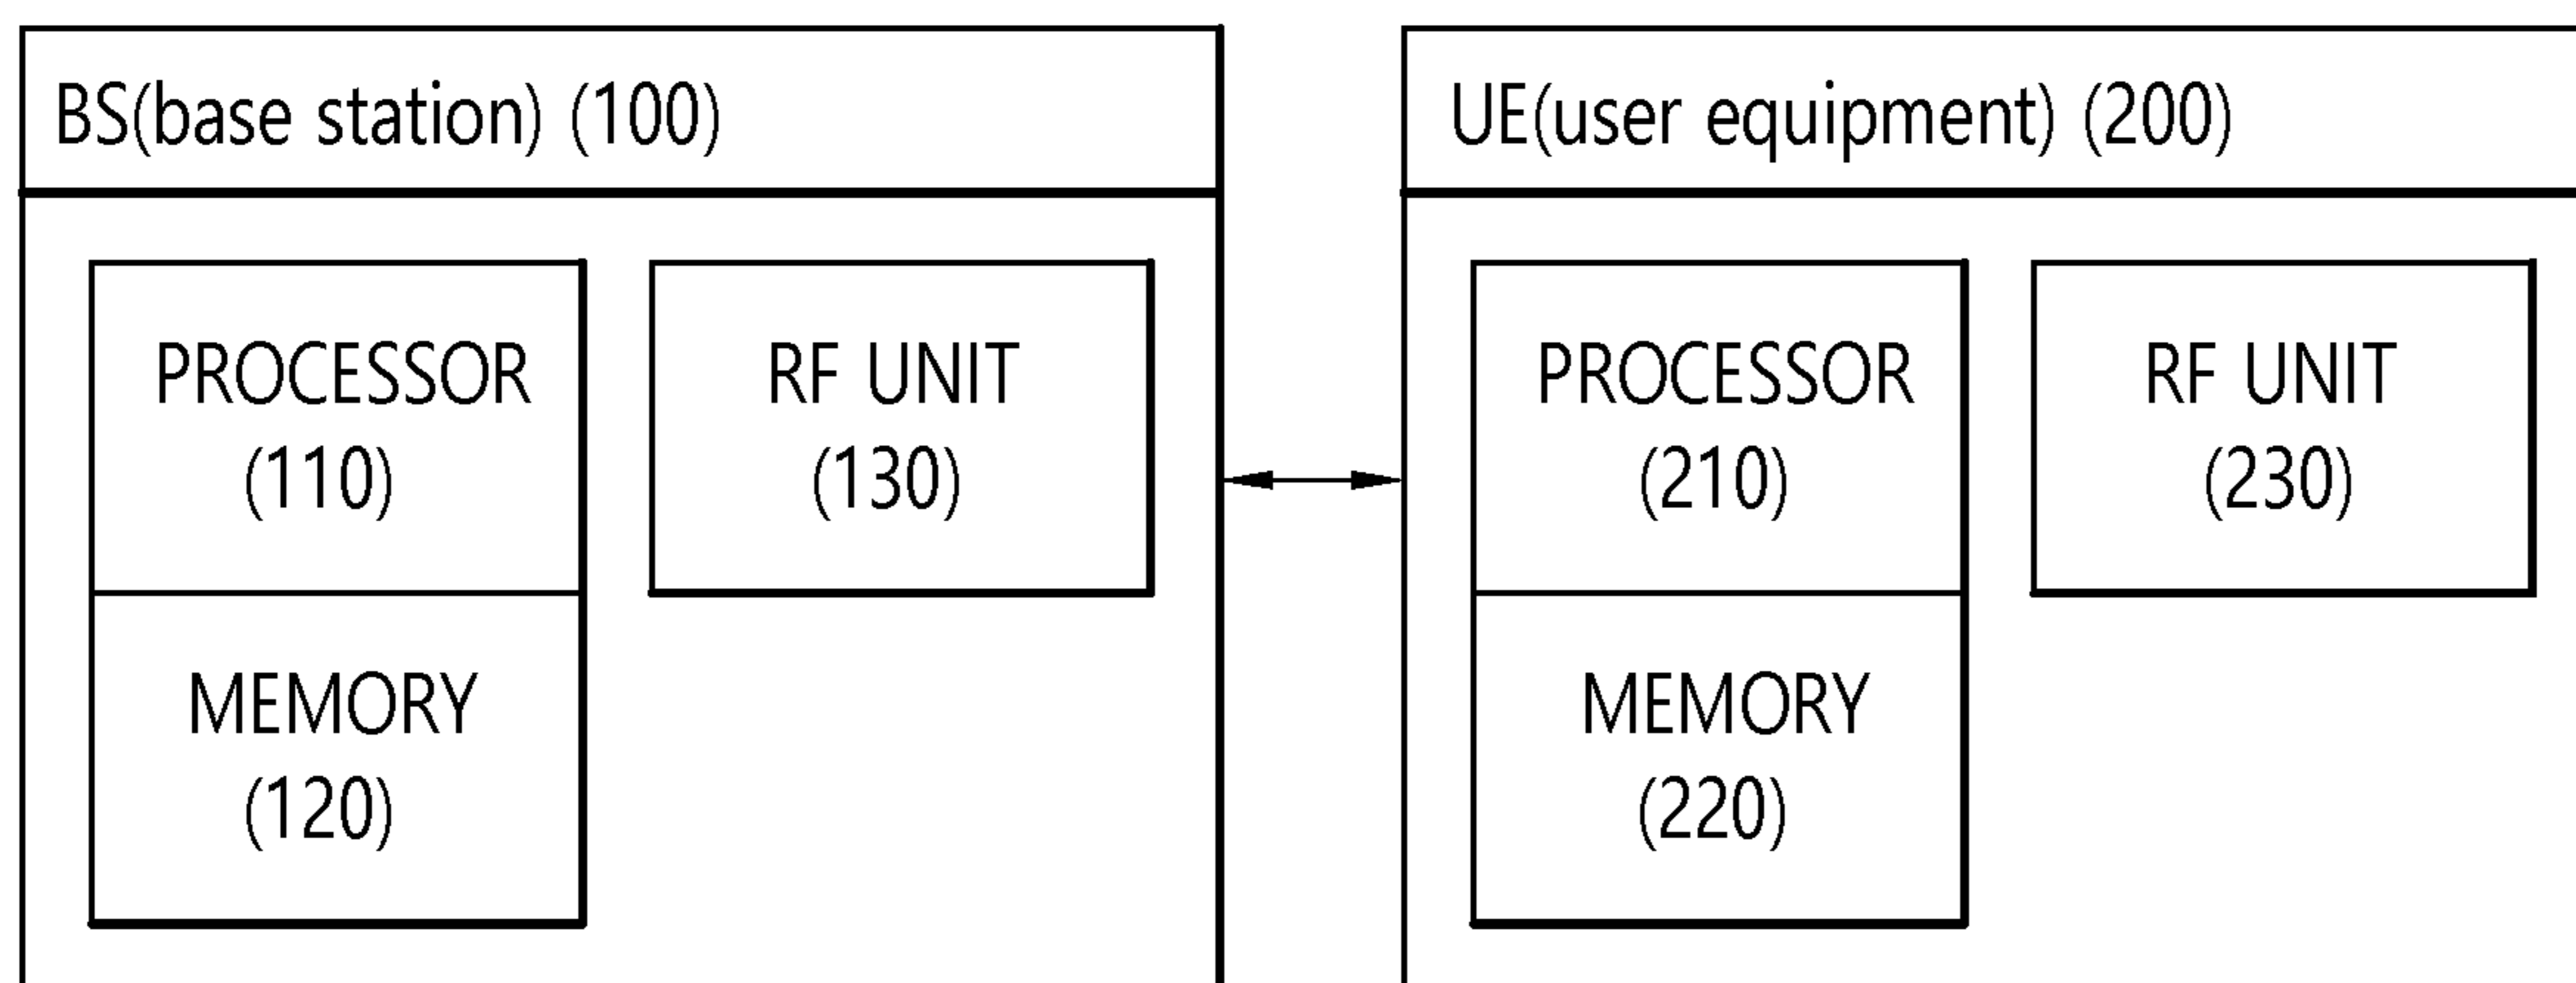 BS(base station) (100)
PROCESSOR
(110)
RF UNIT
(130)
MEMORY
(120)
UE(user equipment) (200)
PROCESSOR
(210)
RF UNIT
(230)
MEMORY
(220)